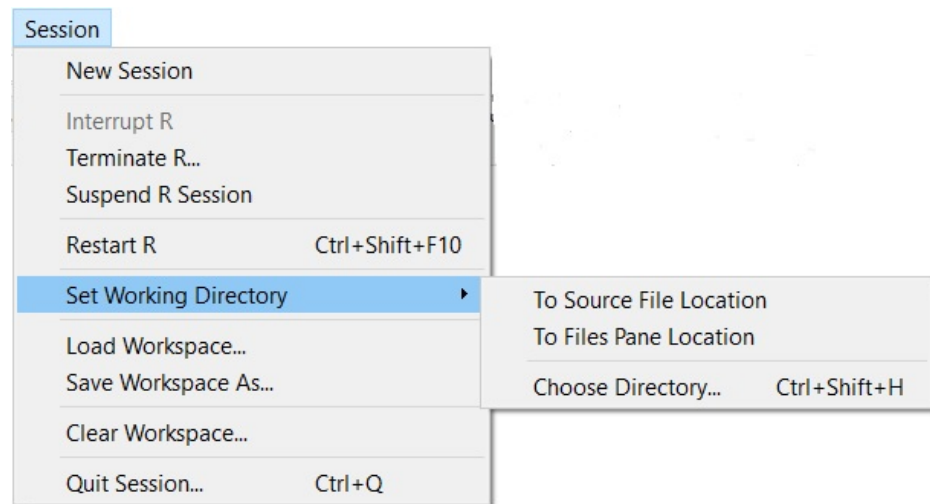 Session
New Session
Interrupt R
Terminate R...
Suspend R Session
Restart R Ctrl+Shift+F10
Set Working Directory
To Source File Location
To Files Pane Location
Choose Directory... Ctrl+Shift+H
Load Workspace...
Save Workspace As...
Clear Workspace...
Quit Session... Ctrl+Q